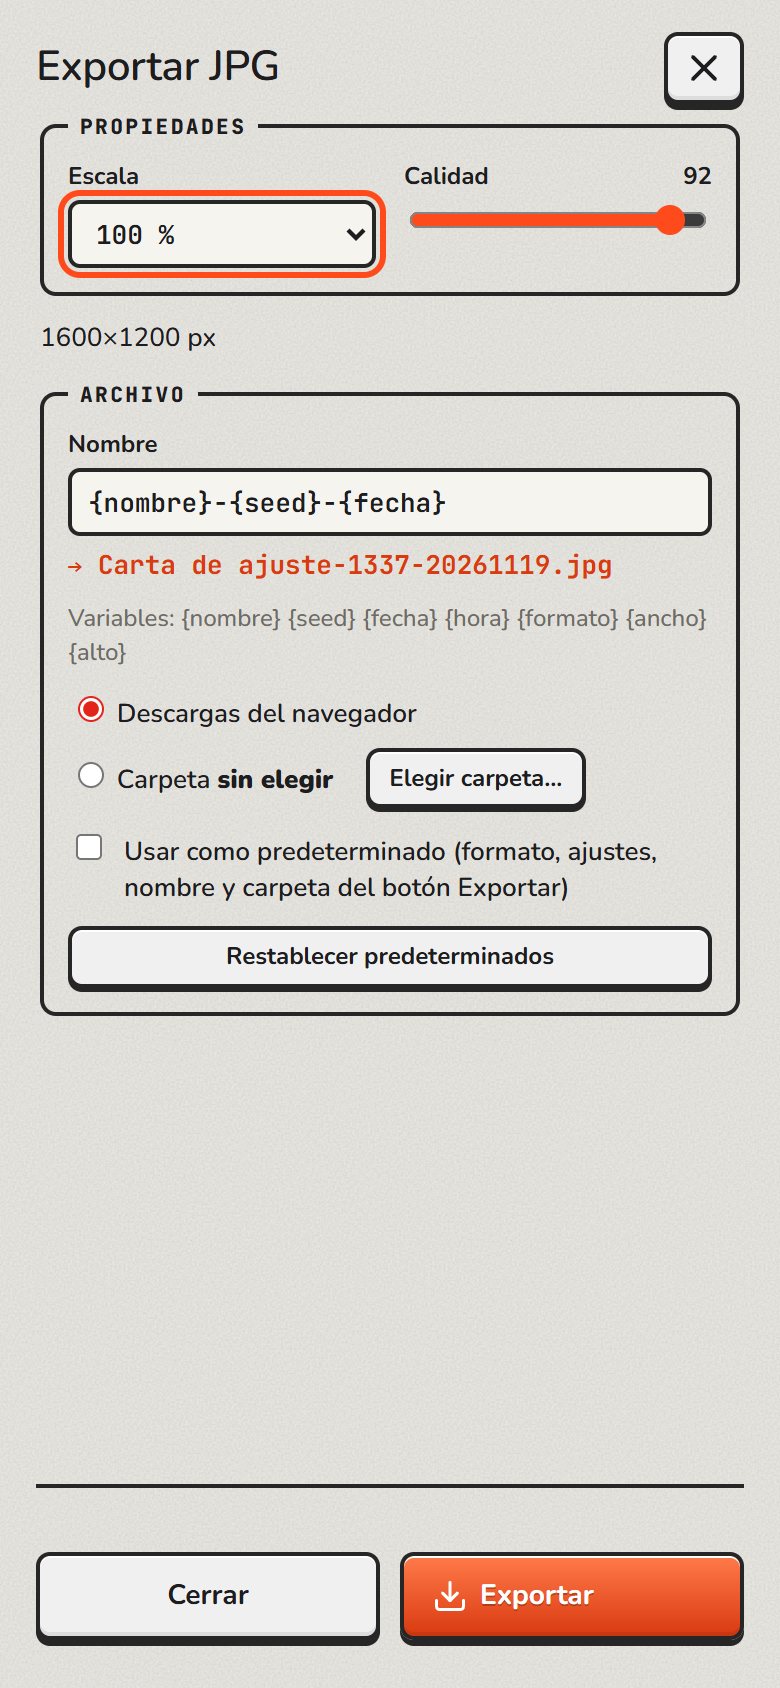 Exportar JPG
PROPIEDADES
Escala
Calidad 92
100 %
1600×1200 px
ARCHIVO
Nombre
{nombre}-{seed}-{fecha}
→ Carta de ajuste-1337-20261119.jpg
Variables: {nombre} {seed} {fecha} {hora} {formato} {ancho}
{alto}
Descargas del navegador
Carpeta sin elegir Elegir carpeta...
Usar como predeterminado (formato, ajustes,
nombre y carpeta del botón Exportar)
Restablecer predeterminados
Cerrar Exportar